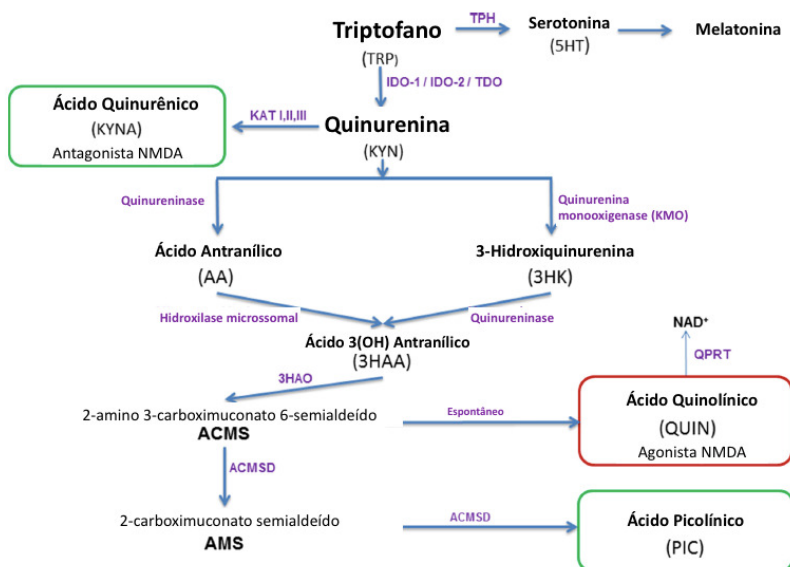 TPH
Triptofano
(TRP)
Serotonina
(5HT)
Melatonina
IDO-1 / IDO-2 / TDO
Ácido Quinurênico
(KYNA)
Antagonista NMDA
KAT I,II,III
Quinurenina
(KYN)
Quinureninase
Quinurenina
monooxigenase (KMO)
Ácido Antranílico
(AA)
3-Hidroxiquinurenina
(3HK)
Hidroxilase microssomal
Quinureninase
Ácido 3(OH) Antranílico
(3HAA)
NAD+
QPRT
3HAO
2-amino 3-carboximuconato 6-semialdeído
ACMS
Espontâneo
Ácido Quinolínico
(QUIN)
Agonista NMDA
ACMSD
2-carboximuconato semialdeído
AMS
ACMSD
Ácido Picolínico
(PIC)